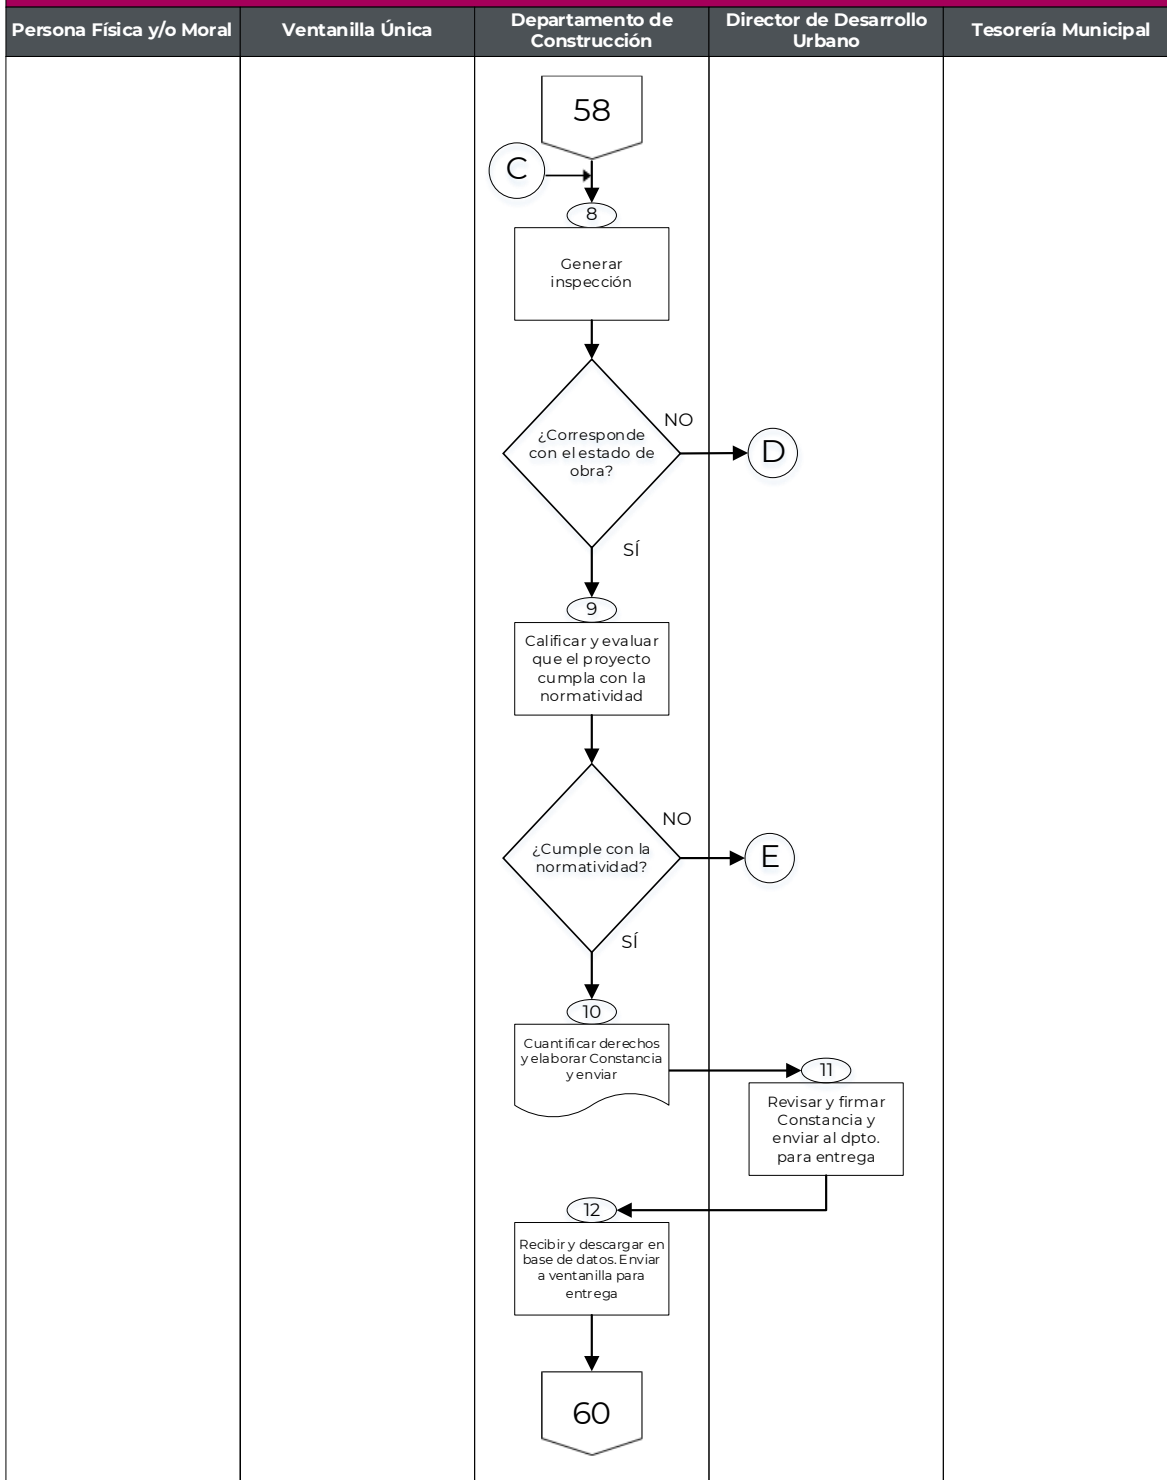 Persona Física y/o Moral
Ventanilla Única
Departamento de
Construcción
Director de Desarrollo
Urbano
Tesorería Municipal
58
C
8
Generar
inspección
¿Corresponde
con el estado de
obra?
NO
D
SÍ
9
Calificar y evaluar
que el proyecto
cumpla con la
normatividad
¿Cumple con la
normatividad?
NO
E
SÍ
10
Cuantificar derechos
y elaborar Constancia
y enviar
11
Revisar y firmar
Constancia y
enviar al dpto.
para entrega
12
Recibir y descargar en
base de datos. Enviar
a ventanilla para
entrega
60